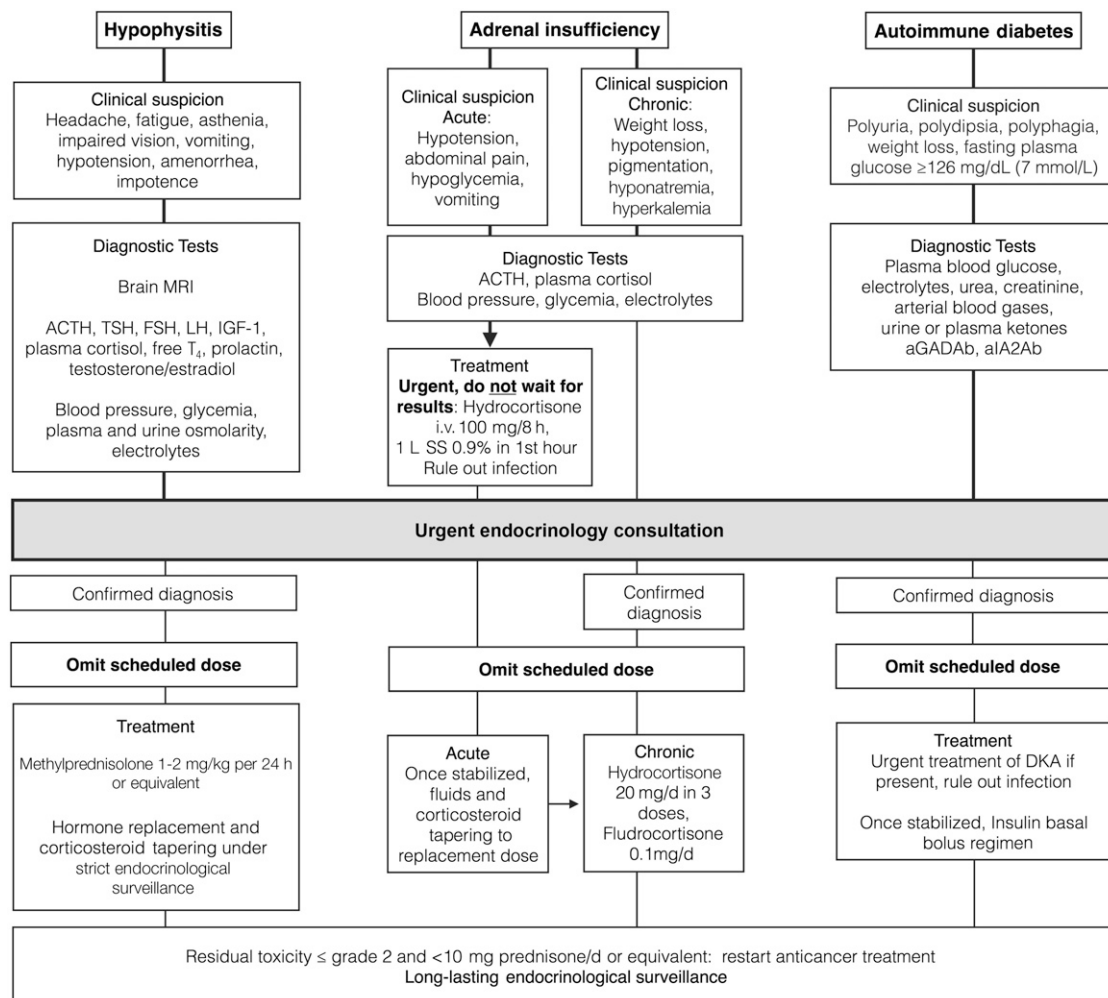 Hypophysitis
Clinical suspicion
Headache, fatigue, asthenia,
impaired vision, vomiting,
hypotension, amenorrhea,
impotence
Diagnostic Tests
Brain MRI
ACTH, TSH, FSH, LH, IGF-1,
plasma cortisol, free T₄, prolactin,
testosterone/estradiol
Blood pressure, glycemia,
plasma and urine osmolarity,
electrolytes
Adrenal insufficiency
Clinical suspicion
Acute:
Hypotension,
abdominal pain,
hypoglycemia,
vomiting
Clinical suspicion
Chronic:
Weight loss,
hypotension,
pigmentation,
hyponatremia,
hyperkalemia
Diagnostic Tests
ACTH, plasma cortisol
Blood pressure, glycemia, electrolytes
Treatment
Urgent, do not wait for
results: Hydrocortisone
i.v. 100 mg/8 h,
1 L SS 0.9% in 1st hour
Rule out infection
Autoimmune diabetes
Clinical suspicion
Polyuria, polydipsia, polyphagia,
weight loss, fasting plasma
glucose ≥126 mg/dL (7 mmol/L)
Diagnostic Tests
Plasma blood glucose,
electrolytes, urea, creatinine,
arterial blood gases,
urine or plasma ketones
aGADAb, aIA2Ab
Urgent endocrinology consultation
Confirmed diagnosis
Omit scheduled dose
Treatment
Methylprednisolone 1-2 mg/kg per 24 h
or equivalent
Hormone replacement and
corticosteroid tapering under
strict endocrinological
surveillance
Confirmed
diagnosis
Omit scheduled dose
Acute
Once stabilized,
fluids and
corticosteroid
tapering to
replacement dose
Chronic
Hydrocortisone
20 mg/d in 3
doses,
Fludrocortisone
0.1mg/d
Confirmed diagnosis
Omit scheduled dose
Treatment
Urgent treatment of DKA if
present, rule out infection
Once stabilized, Insulin basal
bolus regimen
Residual toxicity ≤ grade 2 and <10 mg prednisone/d or equivalent: restart anticancer treatment
Long-lasting endocrinological surveillance